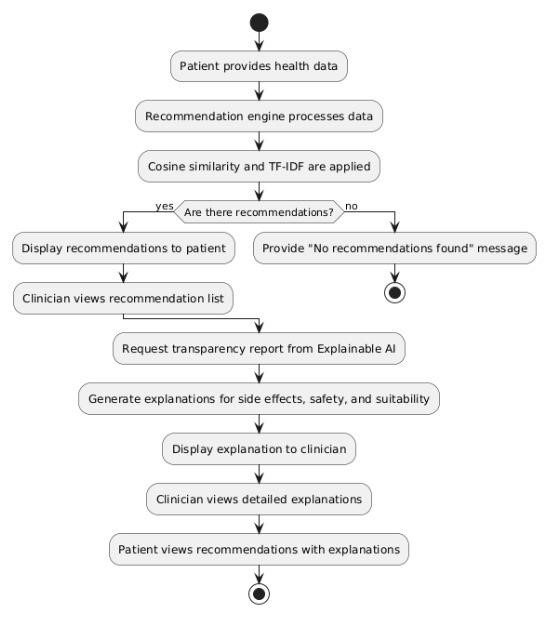 Patient provides health data
Recommendation engine processes data
Cosine similarity and TF-IDF are applied
yes
Are there recommendations?
no
Display recommendations to patient
Provide "No recommendations found" message
Clinician views recommendation list
Request transparency report from Explainable AI
Generate explanations for side effects, safety, and suitability
Display explanation to clinician
Clinician views detailed explanations
Patient views recommendations with explanations